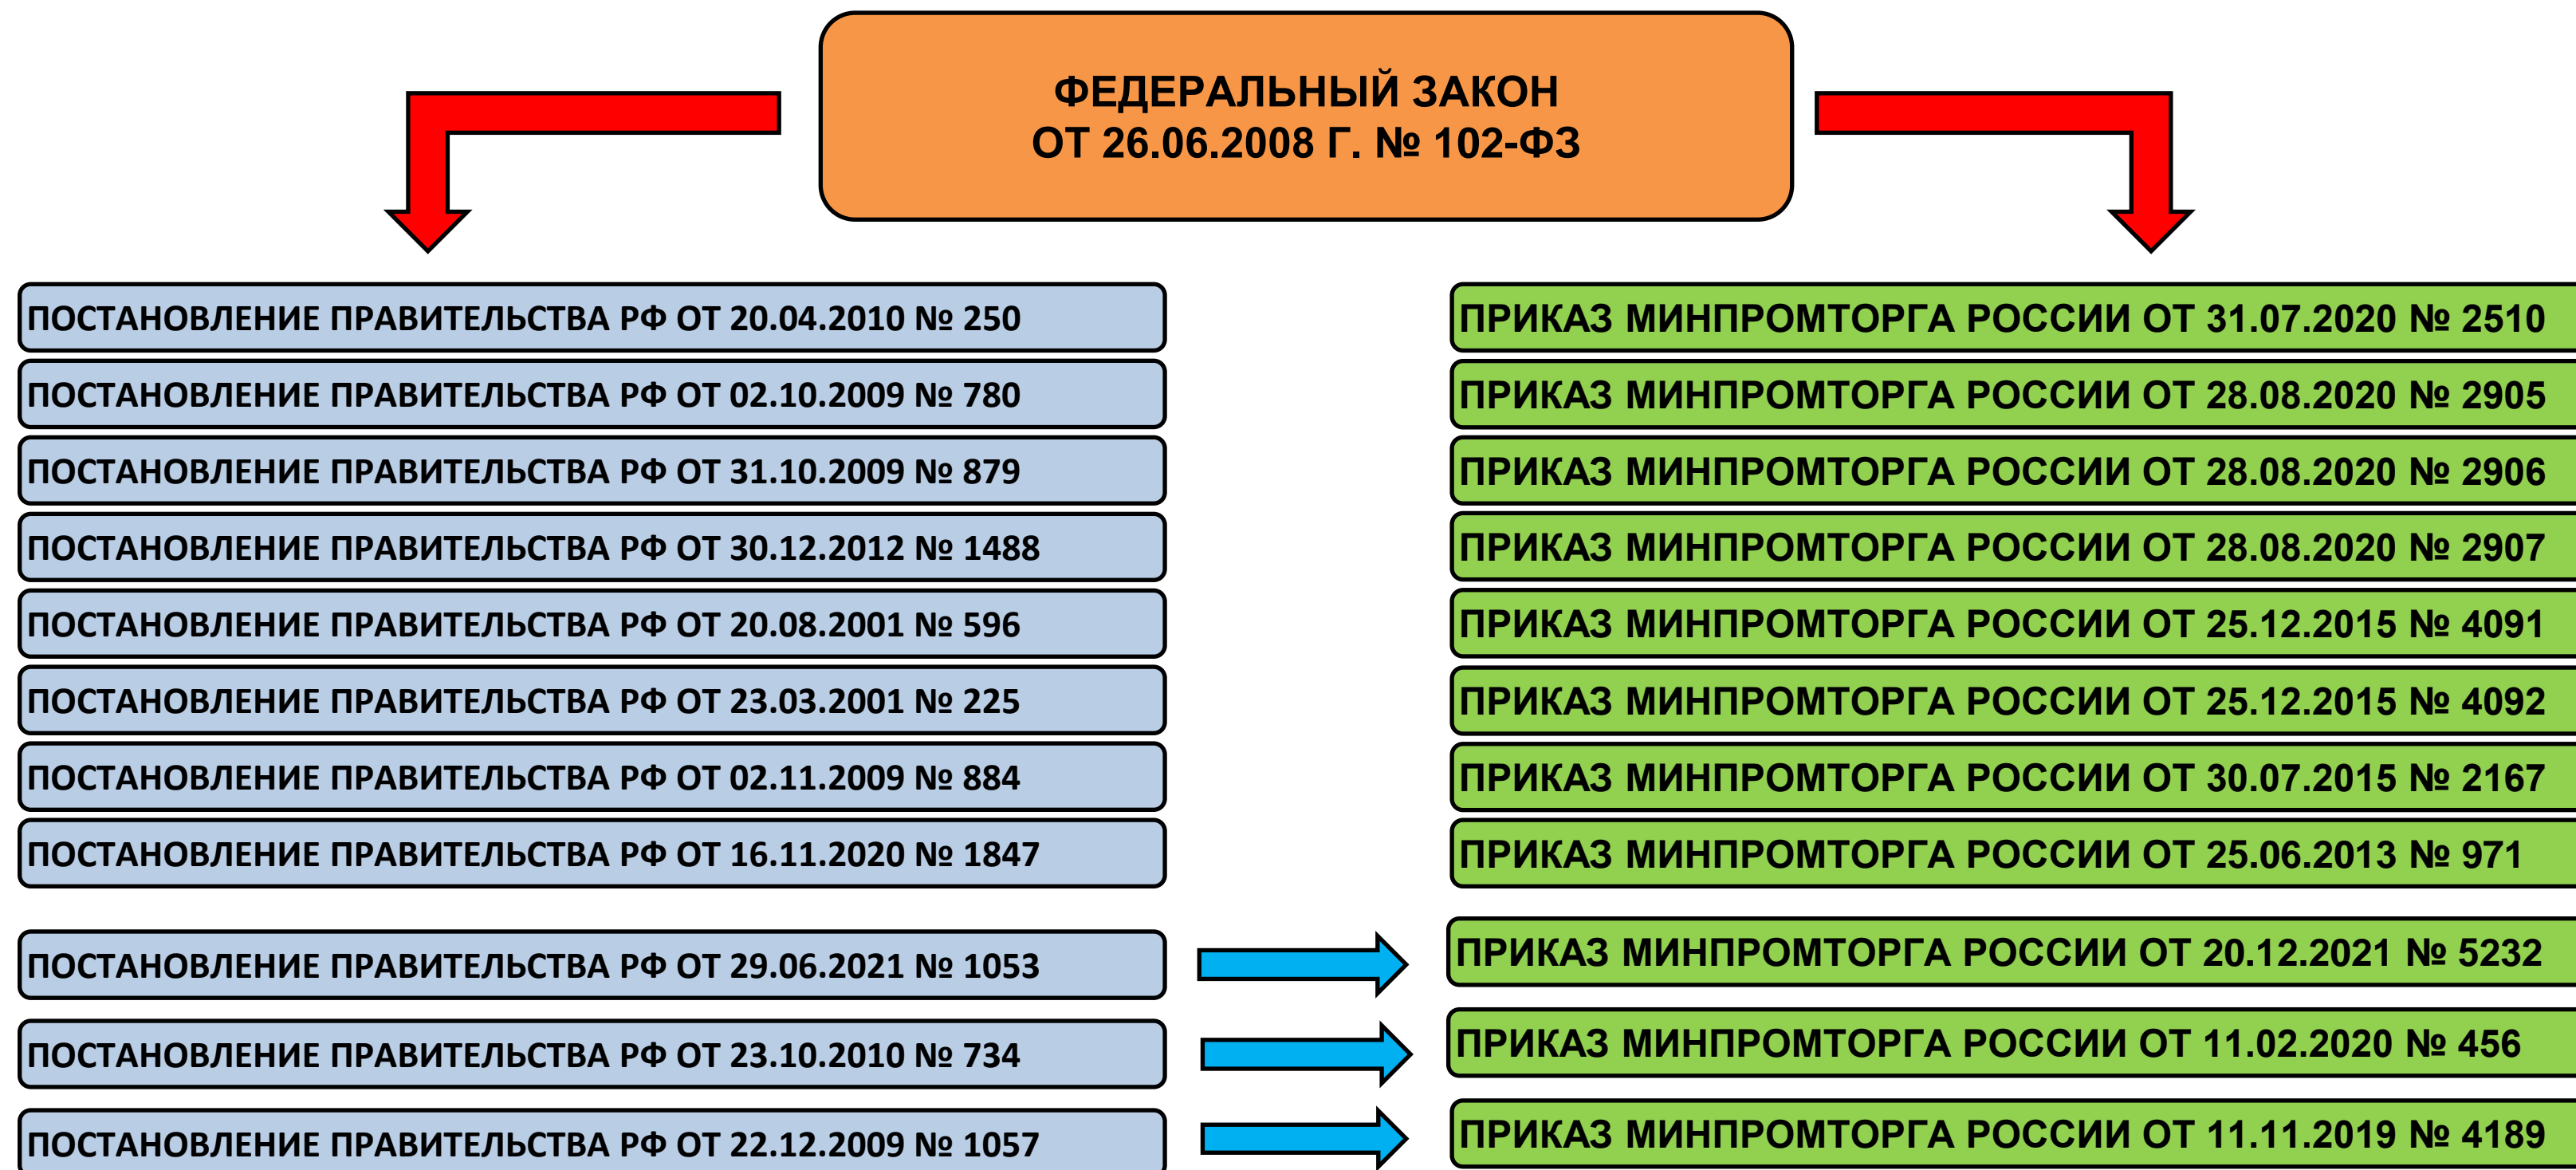 ФЕДЕРАЛЬНЫЙ ЗАКОН
ОТ 26.06.2008 Г. № 102-ФЗ
ПОСТАНОВЛЕНИЕ ПРАВИТЕЛЬСТВА РФ ОТ 20.04.2010 № 250
ПОСТАНОВЛЕНИЕ ПРАВИТЕЛЬСТВА РФ ОТ 02.10.2009 № 780
ПОСТАНОВЛЕНИЕ ПРАВИТЕЛЬСТВА РФ ОТ 31.10.2009 № 879
ПОСТАНОВЛЕНИЕ ПРАВИТЕЛЬСТВА РФ ОТ 30.12.2012 № 1488
ПОСТАНОВЛЕНИЕ ПРАВИТЕЛЬСТВА РФ ОТ 20.08.2001 № 596
ПОСТАНОВЛЕНИЕ ПРАВИТЕЛЬСТВА РФ ОТ 23.03.2001 № 225
ПОСТАНОВЛЕНИЕ ПРАВИТЕЛЬСТВА РФ ОТ 02.11.2009 № 884
ПОСТАНОВЛЕНИЕ ПРАВИТЕЛЬСТВА РФ ОТ 16.11.2020 № 1847
ПОСТАНОВЛЕНИЕ ПРАВИТЕЛЬСТВА РФ ОТ 29.06.2021 № 1053
ПОСТАНОВЛЕНИЕ ПРАВИТЕЛЬСТВА РФ ОТ 23.10.2010 № 734
ПОСТАНОВЛЕНИЕ ПРАВИТЕЛЬСТВА РФ ОТ 22.12.2009 № 1057
ПРИКАЗ МИНПРОМТОРГА РОССИИ ОТ 31.07.2020 № 2510
ПРИКАЗ МИНПРОМТОРГА РОССИИ ОТ 28.08.2020 № 2905
ПРИКАЗ МИНПРОМТОРГА РОССИИ ОТ 28.08.2020 № 2906
ПРИКАЗ МИНПРОМТОРГА РОССИИ ОТ 28.08.2020 № 2907
ПРИКАЗ МИНПРОМТОРГА РОССИИ ОТ 25.12.2015 № 4091
ПРИКАЗ МИНПРОМТОРГА РОССИИ ОТ 25.12.2015 № 4092
ПРИКАЗ МИНПРОМТОРГА РОССИИ ОТ 30.07.2015 № 2167
ПРИКАЗ МИНПРОМТОРГА РОССИИ ОТ 25.06.2013 № 971
ПРИКАЗ МИНПРОМТОРГА РОССИИ ОТ 20.12.2021 № 5232
ПРИКАЗ МИНПРОМТОРГА РОССИИ ОТ 11.02.2020 № 456
ПРИКАЗ МИНПРОМТОРГА РОССИИ ОТ 11.11.2019 № 4189